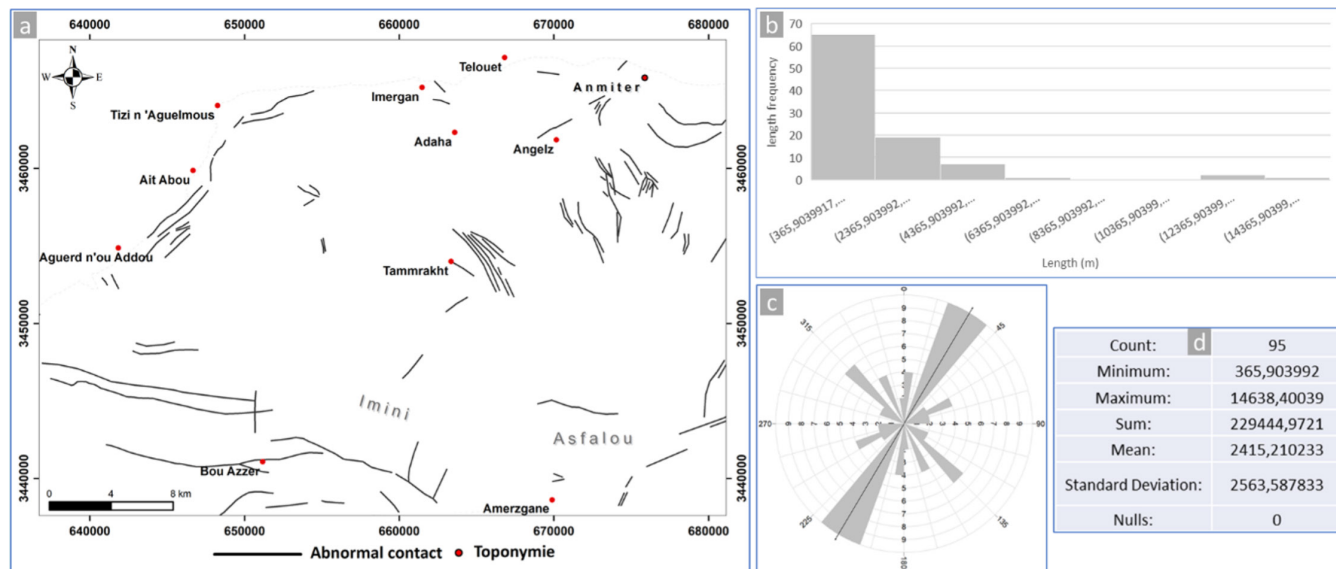 a
640000 650000 660000 670000 680000
N
W E
S
Telouet
Anmiter
Imergan
Tizi n 'Aguelmous
Adaha
Angelz
3460000 3460000
Ait Abou
Aguerd n'ou Addou
Tammrakht
3450000 3450000
Imini
Asfalou
Bou Azzer
3440000 3440000
Amerzgane
0 4 8 km
640000 650000 660000 670000 680000
Abnormal contact Toponymie
b
length frequency
70
60
50
40
30
20
10
0
[365,9039917,...
(2365,903992,...
(4365,903992,...
(6365,903992,...
(8365,903992,...
(10365,90399,...
(12365,90399,...
(14365,90399,...
Length (m)
c
0
45
90
135
180
225
270
315
d
Count: 95
Minimum: 365,903992
Maximum: 14638,40039
Sum: 229444,9721
Mean: 2415,210233
Standard Deviation: 2563,587833
Nulls: 0